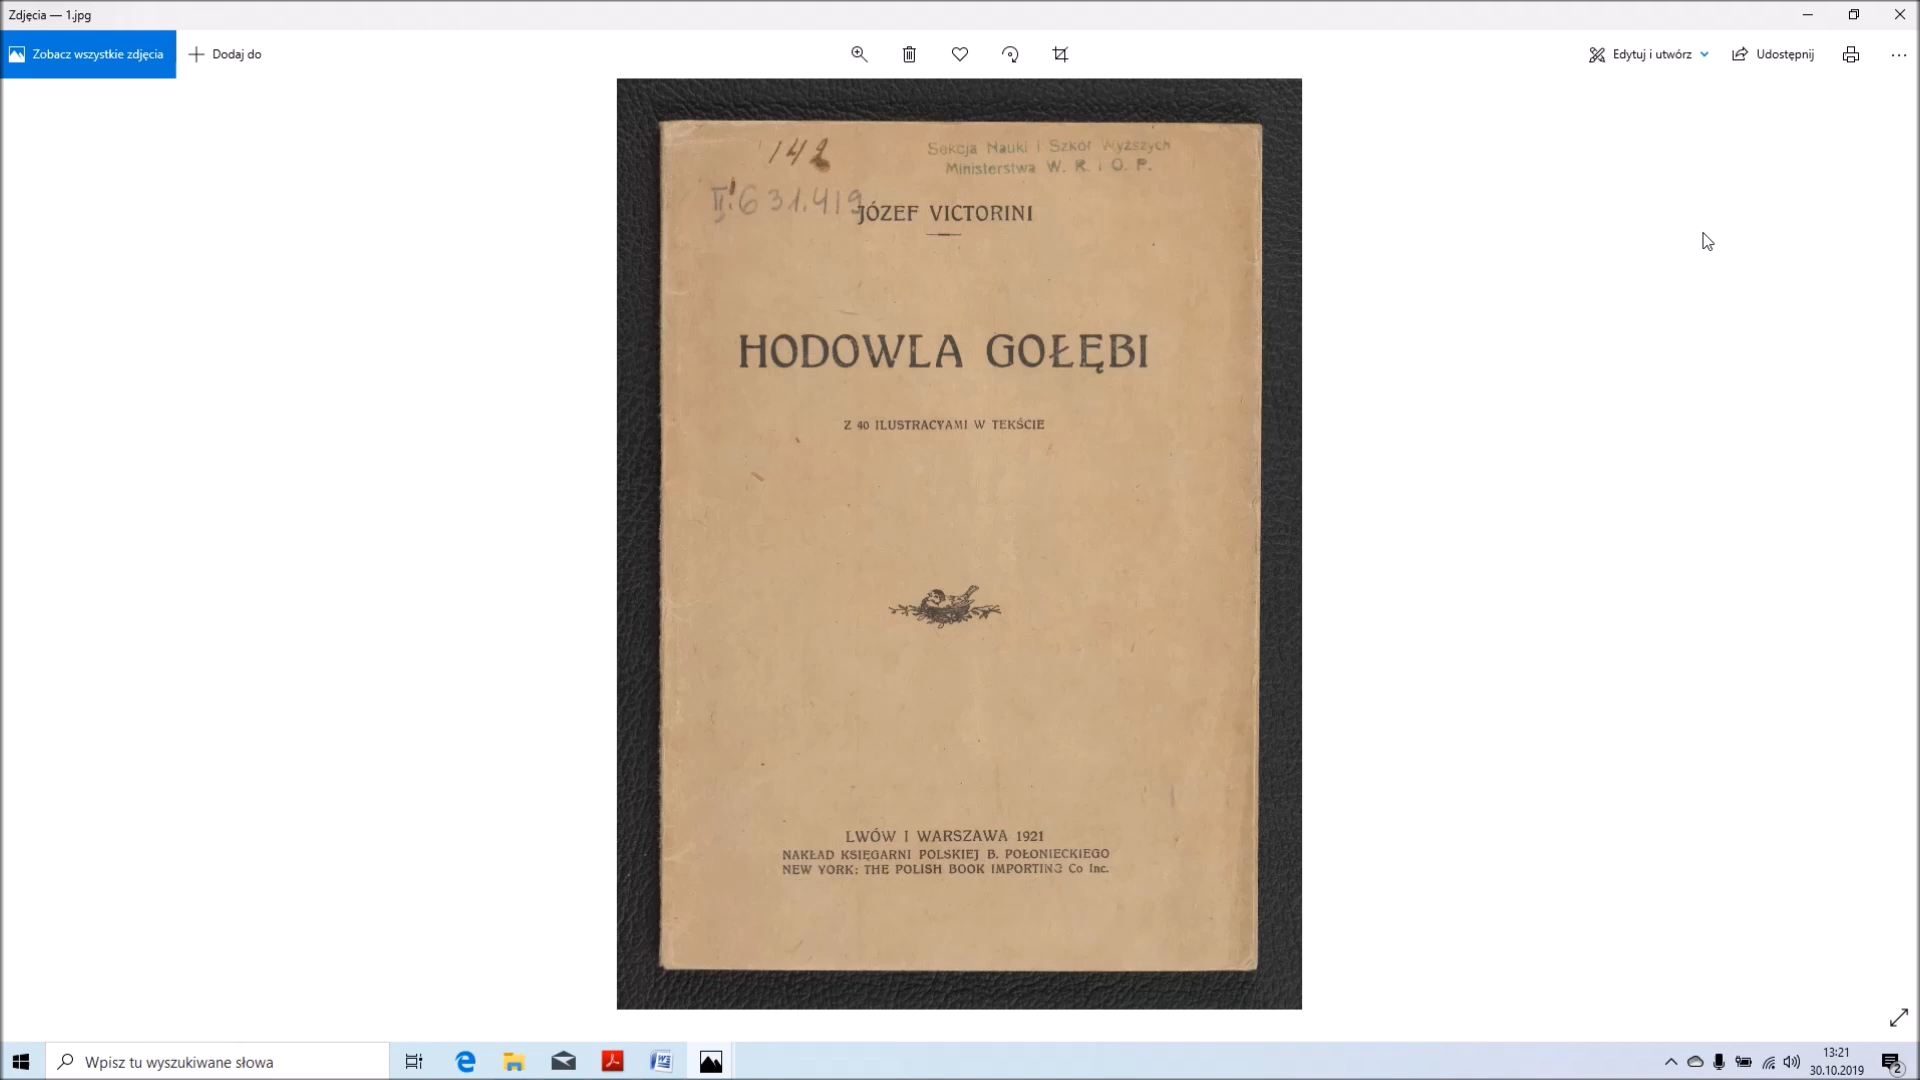 Zdjęcia — 1.jpg
Zobacz wszystkie zdjęcia
Dodaj do
Edytuj i utwórz
Udostępnij
142
Sekcja Nauki i Szkół Wyższych
Ministerstwa W. R. i O. P.
II. 631.419
JÓZEF VICTORINI
HODOWLA GOŁĘBI
Z 40 ILUSTRACYAMI W TEKŚCIE
LWÓW I WARSZAWA 1921
NAKŁAD KSIĘGARNI POLSKIEJ B. POŁONIECKIEGO
NEW YORK: THE POLISH BOOK IMPORTING Co Inc.
Wpisz tu wyszukiwane słowa
13:21
30.10.2019
2